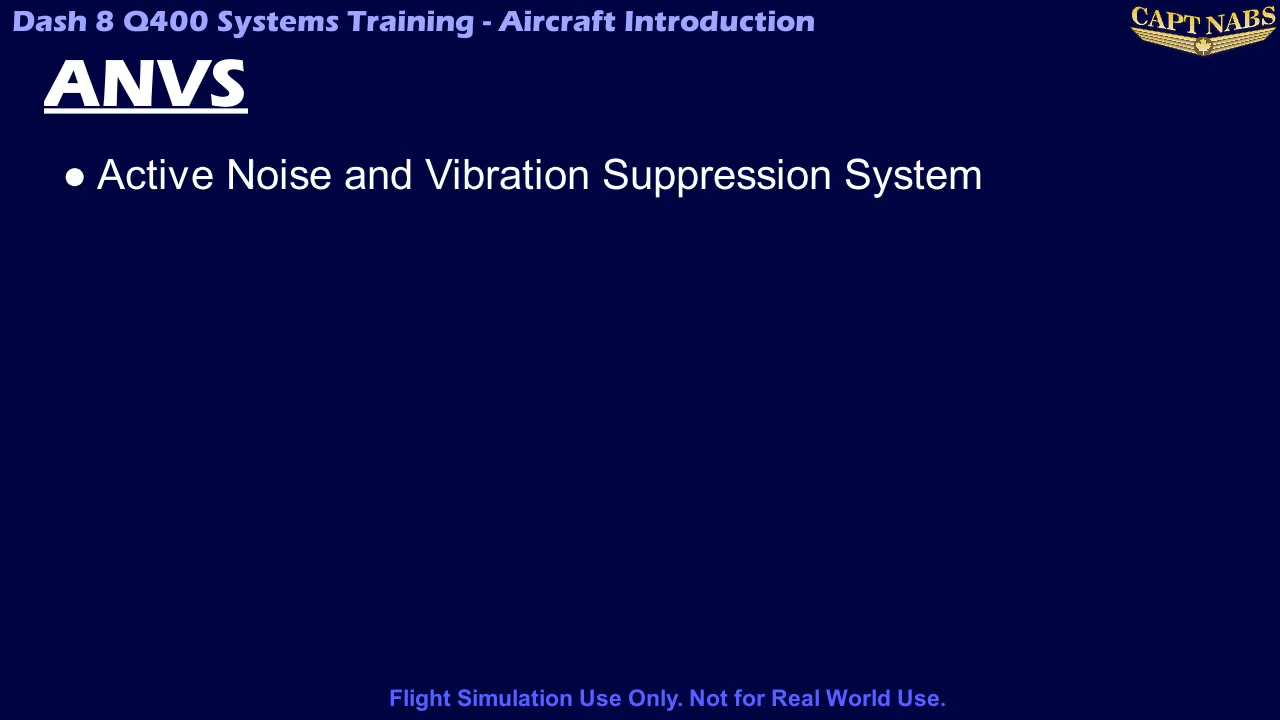 Dash 8 Q400 Systems Training - Aircraft Introduction
CAPT NABS
ANVS
● Active Noise and Vibration Suppression System
Flight Simulation Use Only. Not for Real World Use.